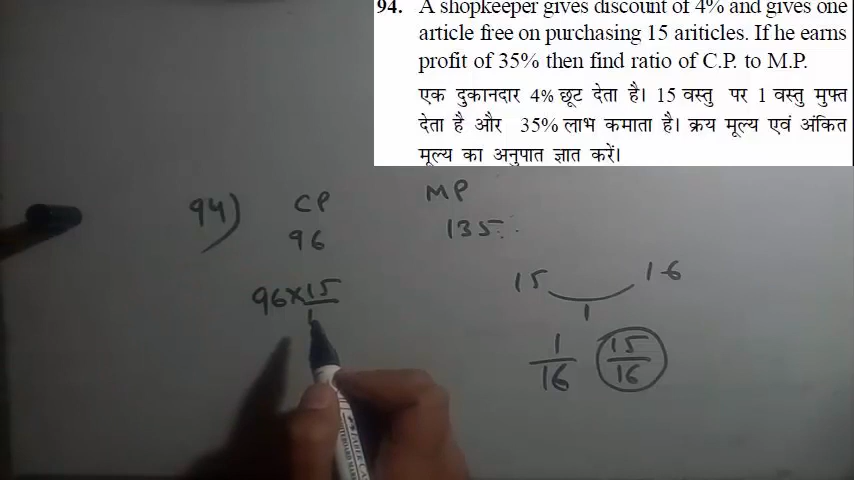 94. A shopkeeper gives discount of 4% and gives one
article free on purchasing 15 ariticles. If he earns
profit of 35% then find ratio of C.P. to M.P.
एक दुकानदार 4% छूट देता है। 15 वस्तु पर 1 वस्तु मुफ्त
देता है और 35% लाभ कमाता है। क्रय मूल्य एवं अंकित
मूल्य का अनुपात ज्ञात करें।
94) CP MP
96 135
15 16
1
96×15/1
1/16 15/16